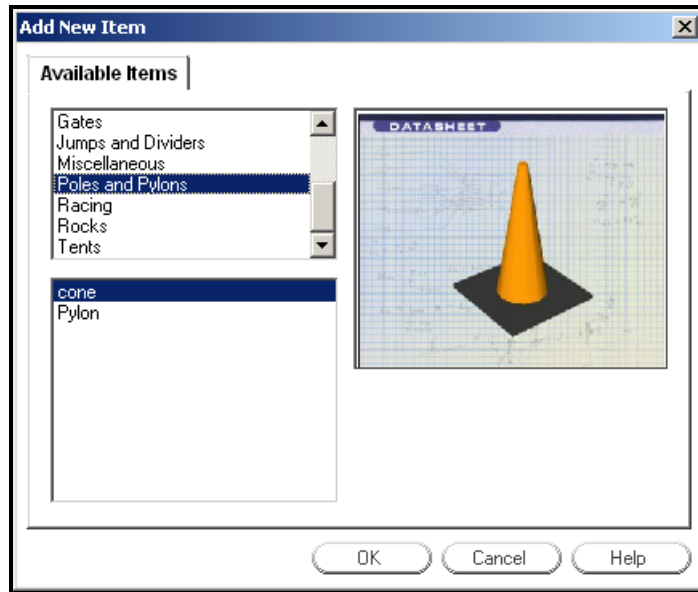 Add New Item
Available Items
Gates
Jumps and Dividers
Miscellaneous
Poles and Pylons
Racing
Rocks
Tents
DATASHEET
cone
Pylon
OK
Cancel
Help